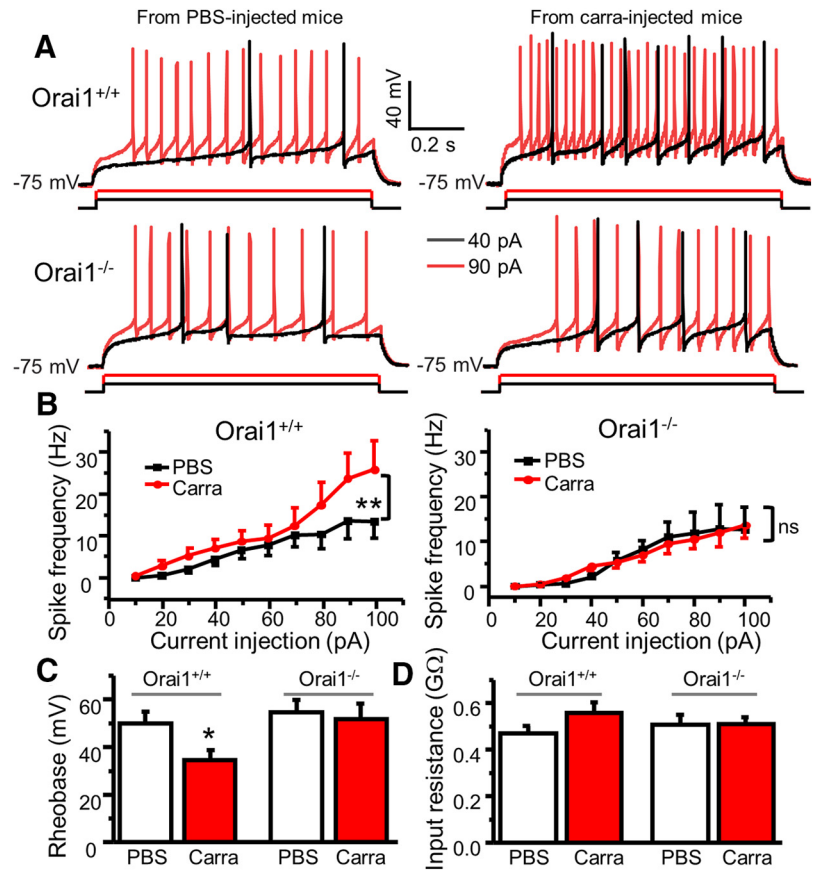 From PBS-injected mice
From carra-injected mice
A
Orai1+/+
40 mV
0.2 s
-75 mV
-75 mV
Orai1-/-
40 pA
90 pA
-75 mV
-75 mV
B
Orai1+/+
Spike frequency (Hz)
30
20
10
0
PBS
Carra
**
0 20 40 60 80 100
Current injection (pA)
Orai1-/-
Spike frequency (Hz)
30
20
10
0
PBS
Carra
ns
0 20 40 60 80 100
Current injection (pA)
C
Orai1+/+
Orai1-/-
Rheobase (mV)
60
40
20
0
*
PBS
Carra
PBS
Carra
D
Orai1+/+
Orai1-/-
Input resistance (GΩ)
0.6
0.4
0.2
0.0
PBS
Carra
PBS
Carra